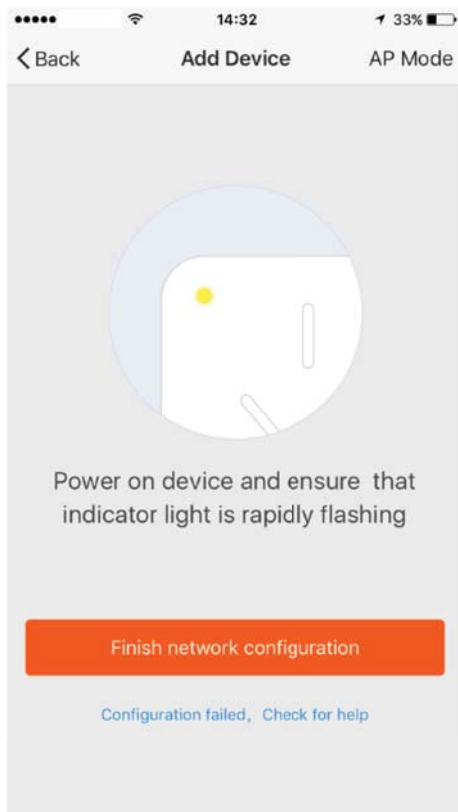 14:32
33%
Back
Add Device
AP Mode
Power on device and ensure that
indicator light is rapidly flashing
Finish network configuration
Configuration failed, Check for help